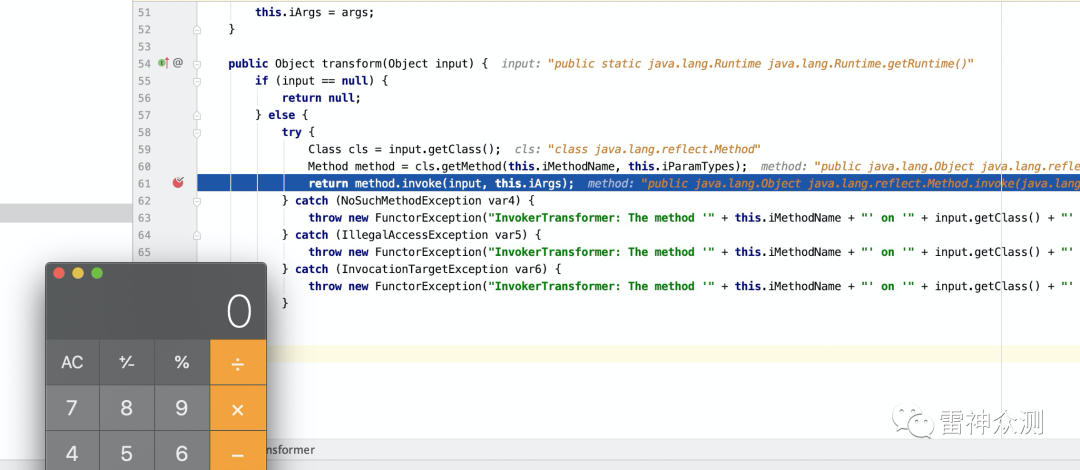 51 this.iArgs = args;
52 }
53
54 @ public Object transform(Object input) { input: "public static java.lang.Runtime java.lang.Runtime.getRuntime()"
55 if (input == null) {
56 return null;
57 } else {
58 try {
59 Class cls = input.getClass(); cls: "class java.lang.reflect.Method"
60 Method method = cls.getMethod(this.iMethodName, this.iParamTypes); method: "public java.lang.Object java.lang.refle
61 return method.invoke(input, this.iArgs); method: "public java.lang.Object java.lang.reflect.Method.invoke(java.lang
62 } catch (NoSuchMethodException var4) {
63 throw new FunctorException("InvokerTransformer: The method '" + this.iMethodName + "' on '" + input.getClass() + "'
64 } catch (IllegalAccessException var5) {
65 throw new FunctorException("InvokerTransformer: The method '" + this.iMethodName + "' on '" + input.getClass() + "'
} catch (InvocationTargetException var6) {
throw new FunctorException("InvokerTransformer: The method '" + this.iMethodName + "' on '" + input.getClass() + "'
}
0
AC ⁺∕₋ % ÷
7 8 9 ×
4 5 6 −
nsformer
雷神众测